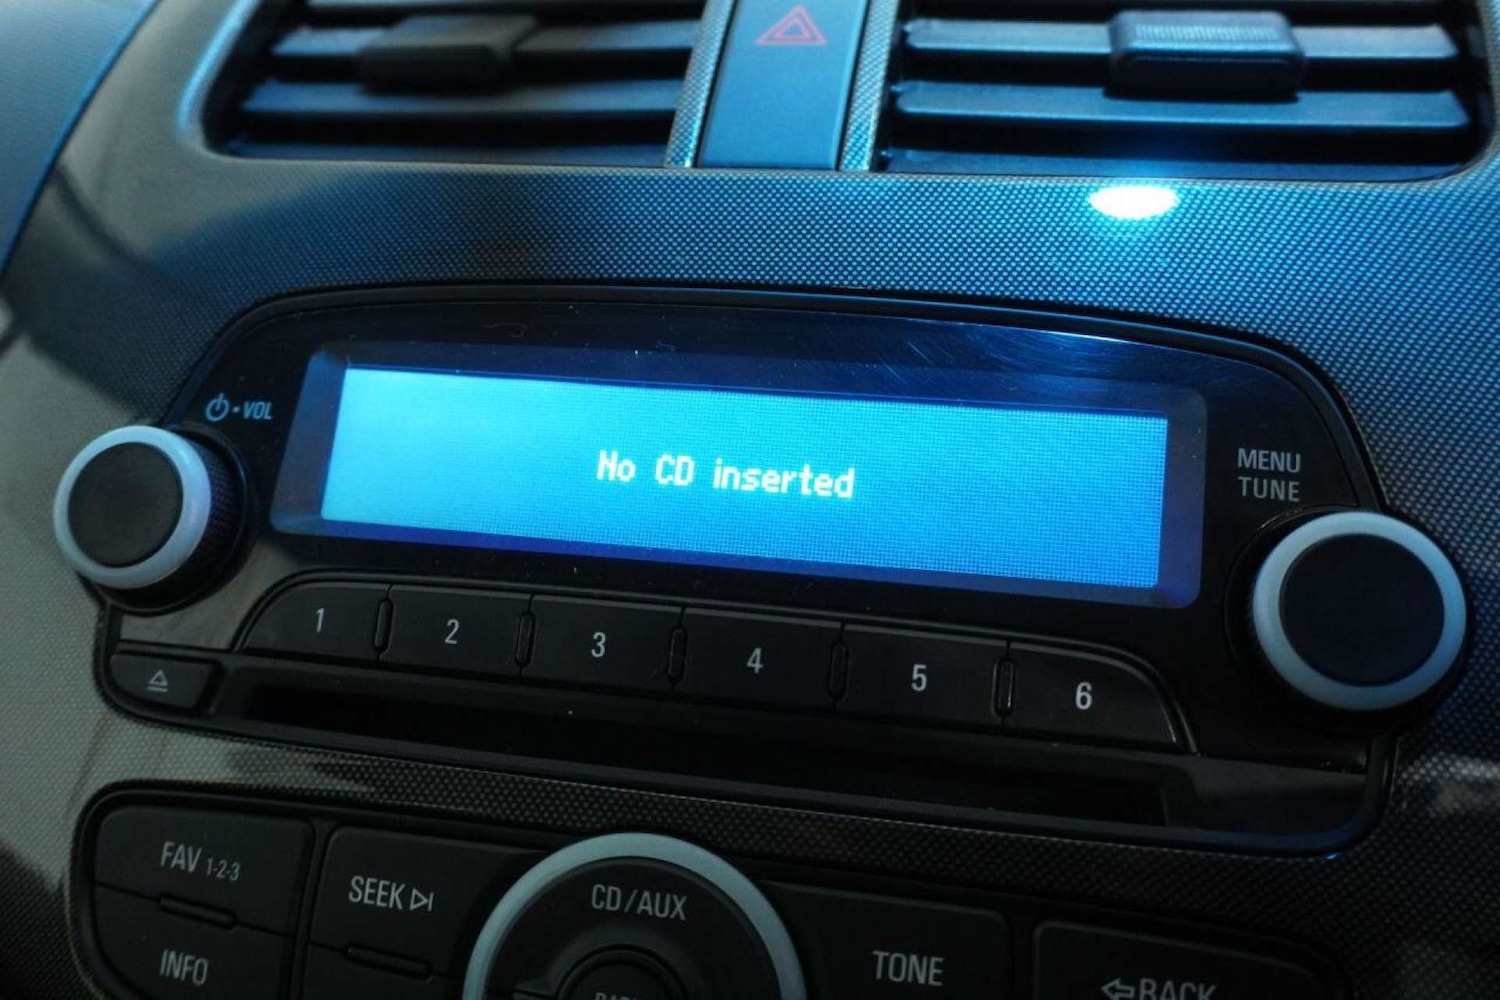 VOL
No CD inserted
MENU
TUNE
1 2 3 4 5 6
FAV 1-2-3
SEEK
CD/AUX
INFO
TONE
BACK